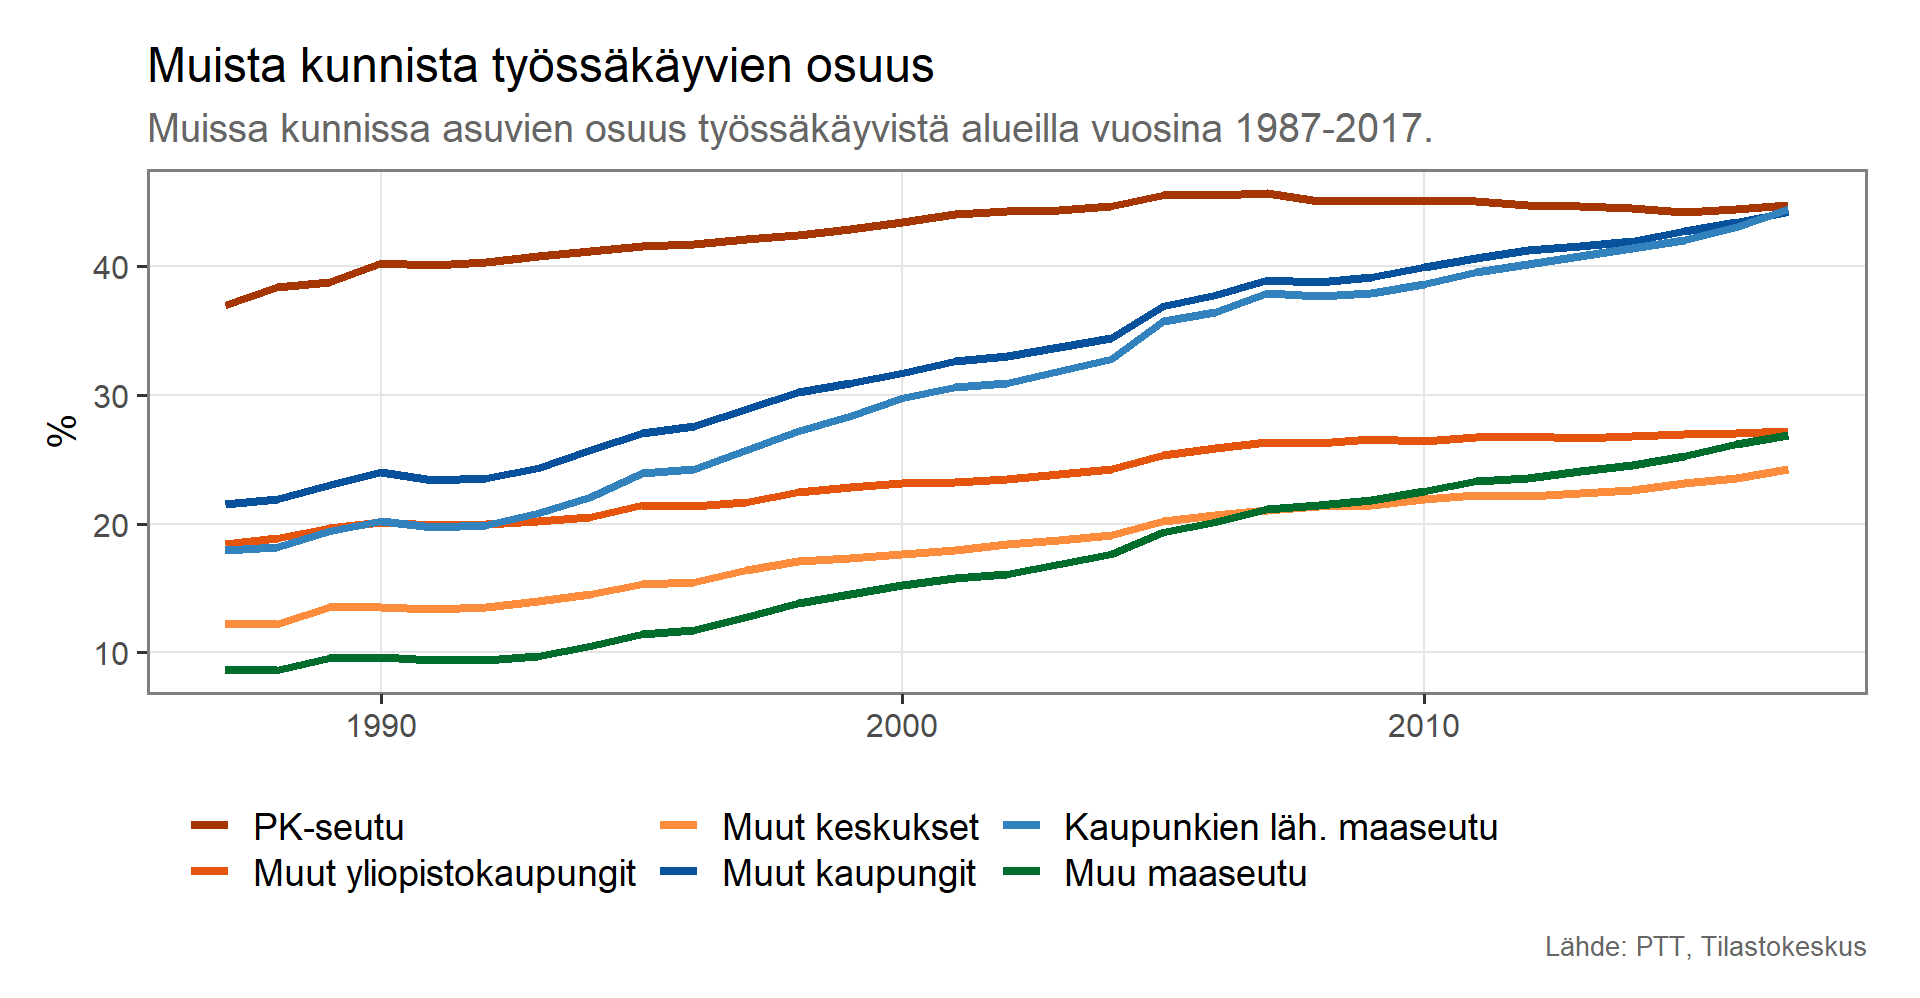 Muista kunnista työssäkäyvien osuus
Muissa kunnissa asuvien osuus työssäkäyvistä alueilla vuosina 1987-2017.
40
30
20
10
%
1990 2000 2010
PK-seutu Muut keskukset Kaupunkien läh. maaseutu
Muut yliopistokaupungit Muut kaupungit Muu maaseutu
Lähde: PTT, Tilastokeskus